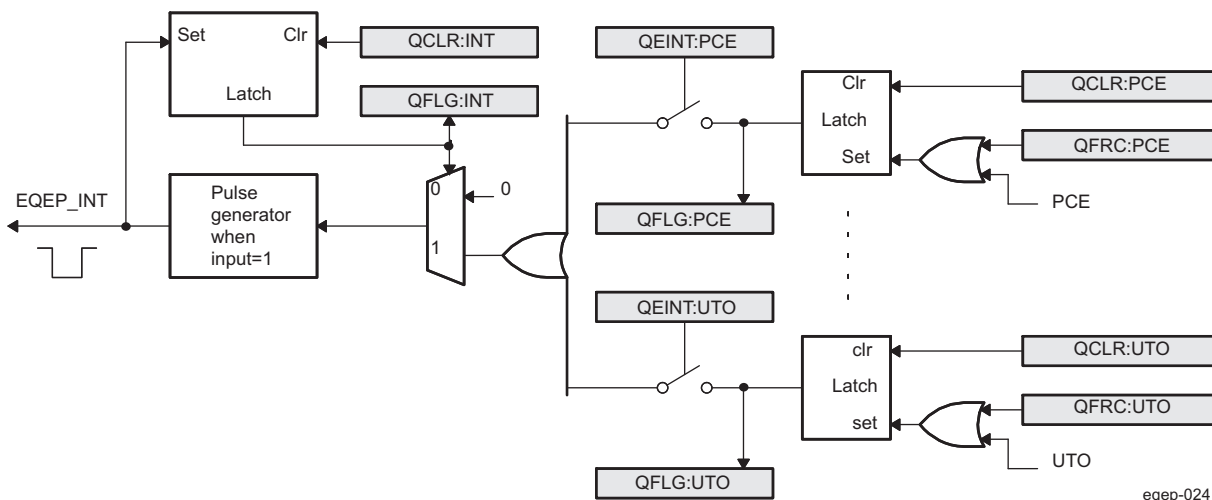 Set
Clr
Latch
QCLR:INT
QFLG:INT
EQEP_INT
Pulse
generator
when
input=1
0
0
1
QEINT:PCE
QFLG:PCE
Clr
Latch
Set
QCLR:PCE
QFRC:PCE
PCE
QEINT:UTO
QFLG:UTO
clr
Latch
set
QCLR:UTO
QFRC:UTO
UTO
eqep-024